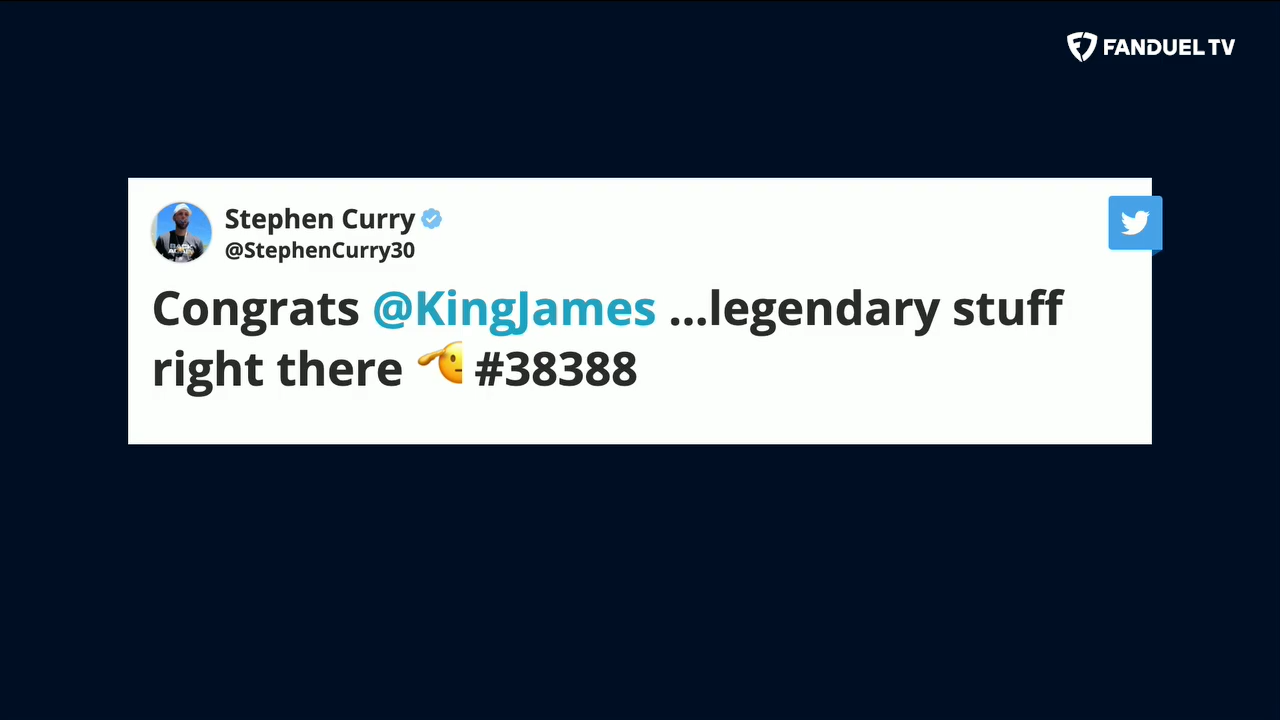 FANDUEL TV
Stephen Curry
@StephenCurry30
Congrats @KingJames ...legendary stuff
right there 🫡 #38388